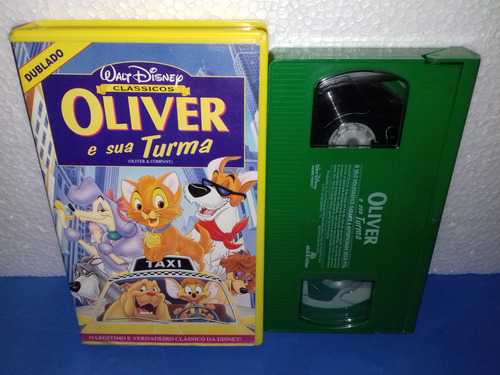 DUBLADO
WALT DISNEY
CLÁSSICOS
OLIVER
e sua Turma
(OLIVER & COMPANY)
TAXI
O LEGÍTIMO E VERDADEIRO CLÁSSICO DA DISNEY!
OLIVER
e sua
Turma